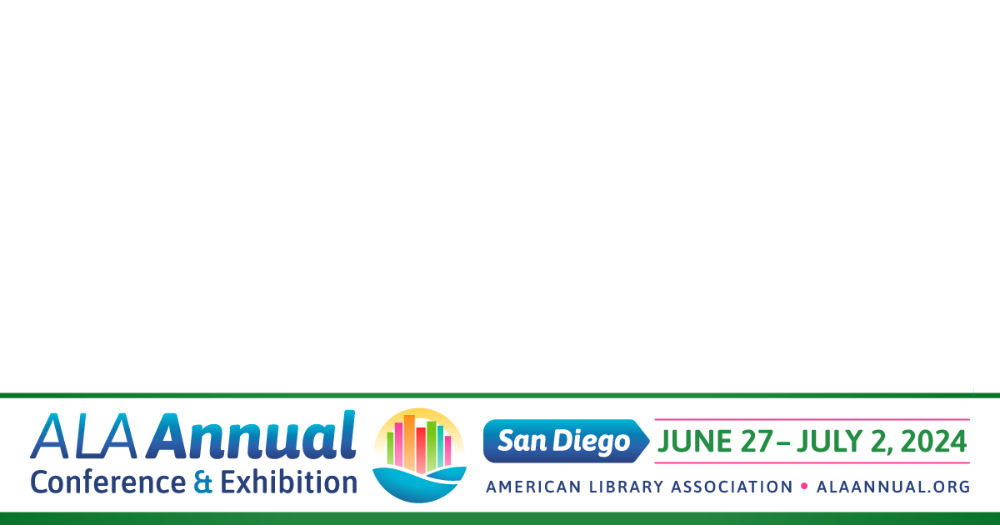 ALA Annual
Conference & Exhibition
San Diego
JUNE 27– JULY 2, 2024
AMERICAN LIBRARY ASSOCIATION • ALAANNUAL.ORG